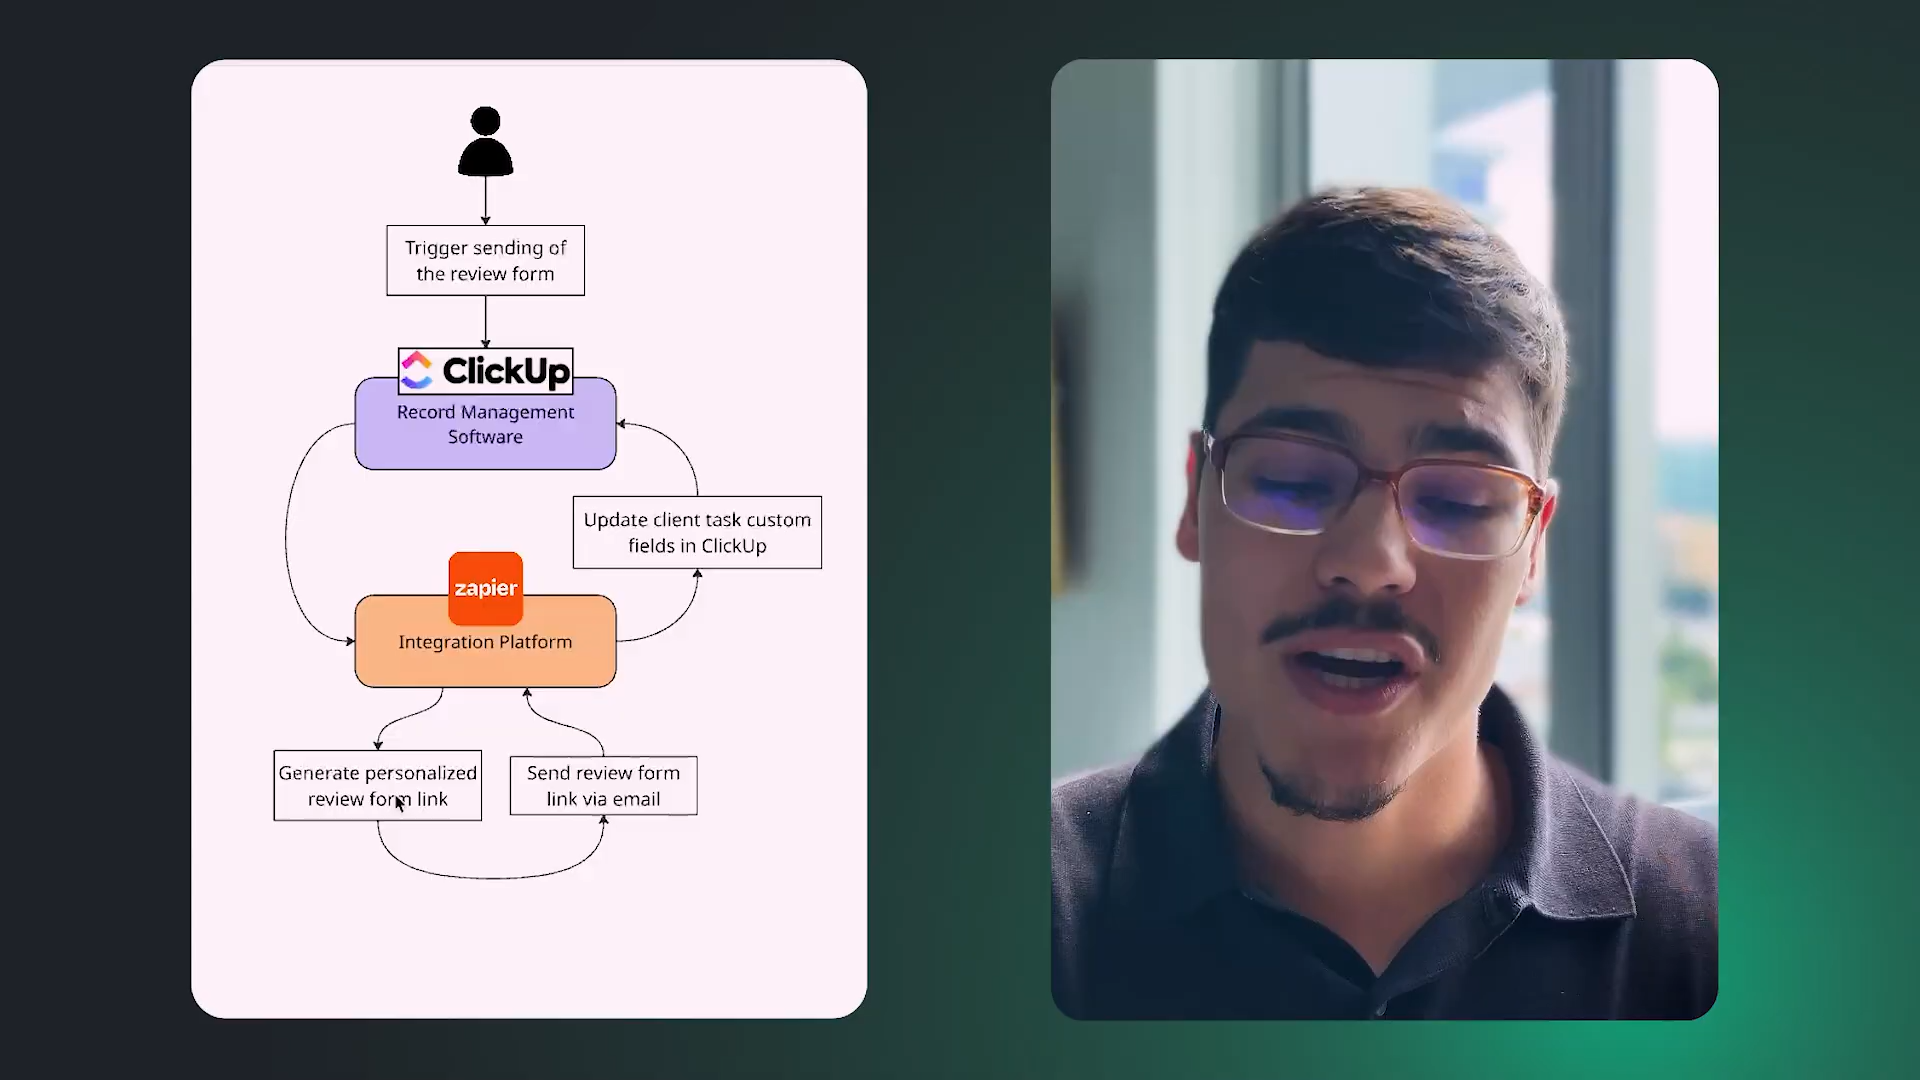 Trigger sending of
the review form
ClickUp
Record Management
Software
Update client task custom
fields in ClickUp
zapier
Integration Platform
Generate personalized
review form link
Send review form
link via email